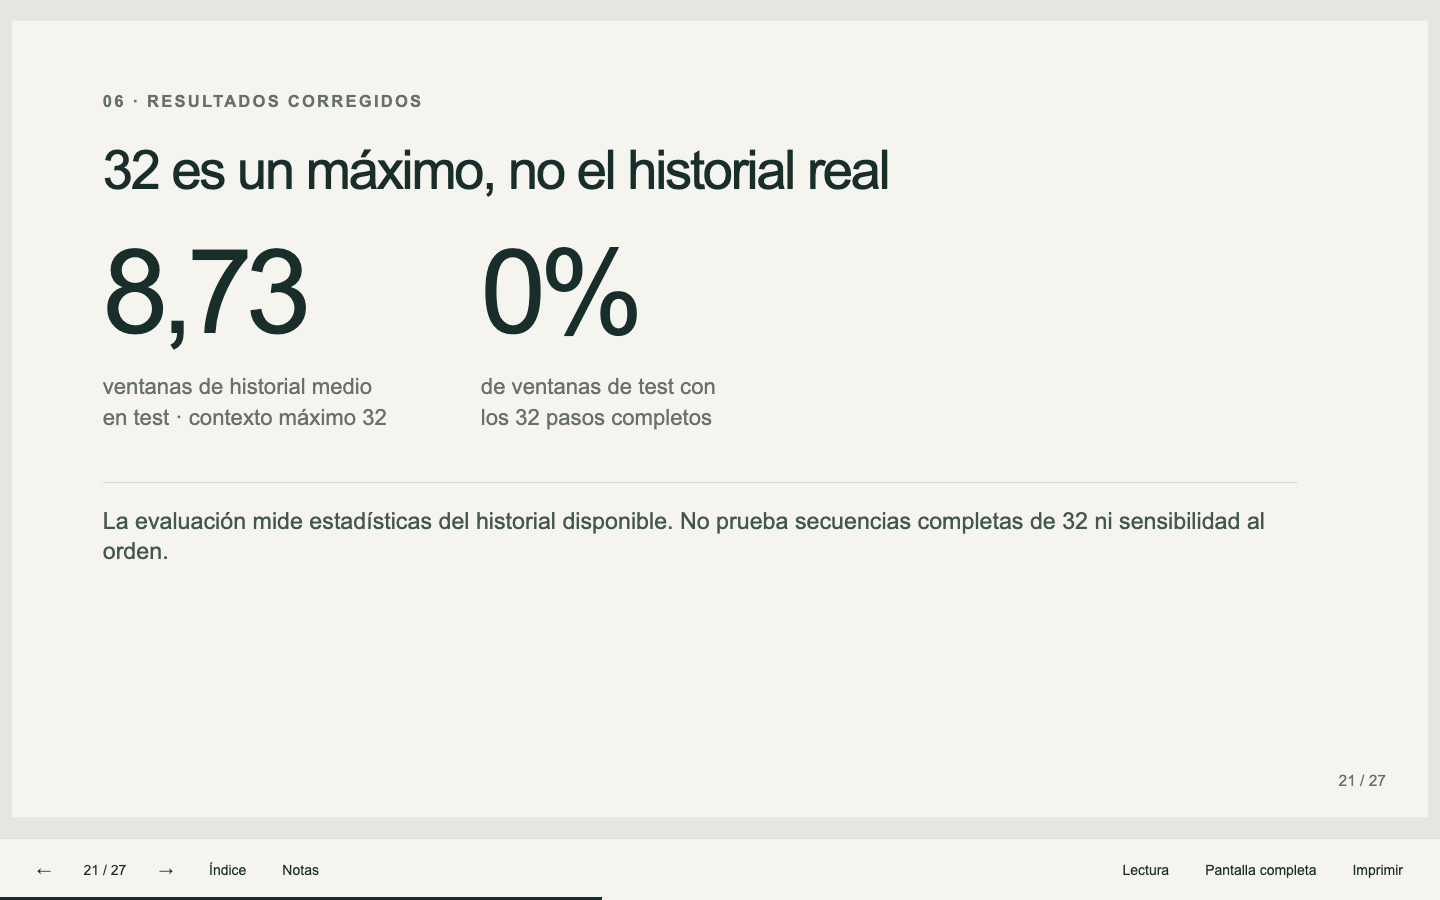 06 · RESULTADOS CORREGIDOS
32 es un máximo, no el historial real
8,73
ventanas de historial medio
en test · contexto máximo 32
0%
de ventanas de test con
los 32 pasos completos
La evaluación mide estadísticas del historial disponible. No prueba secuencias completas de 32 ni sensibilidad al
orden.
21 / 27
← 21 / 27 → Índice Notas Lectura Pantalla completa Imprimir